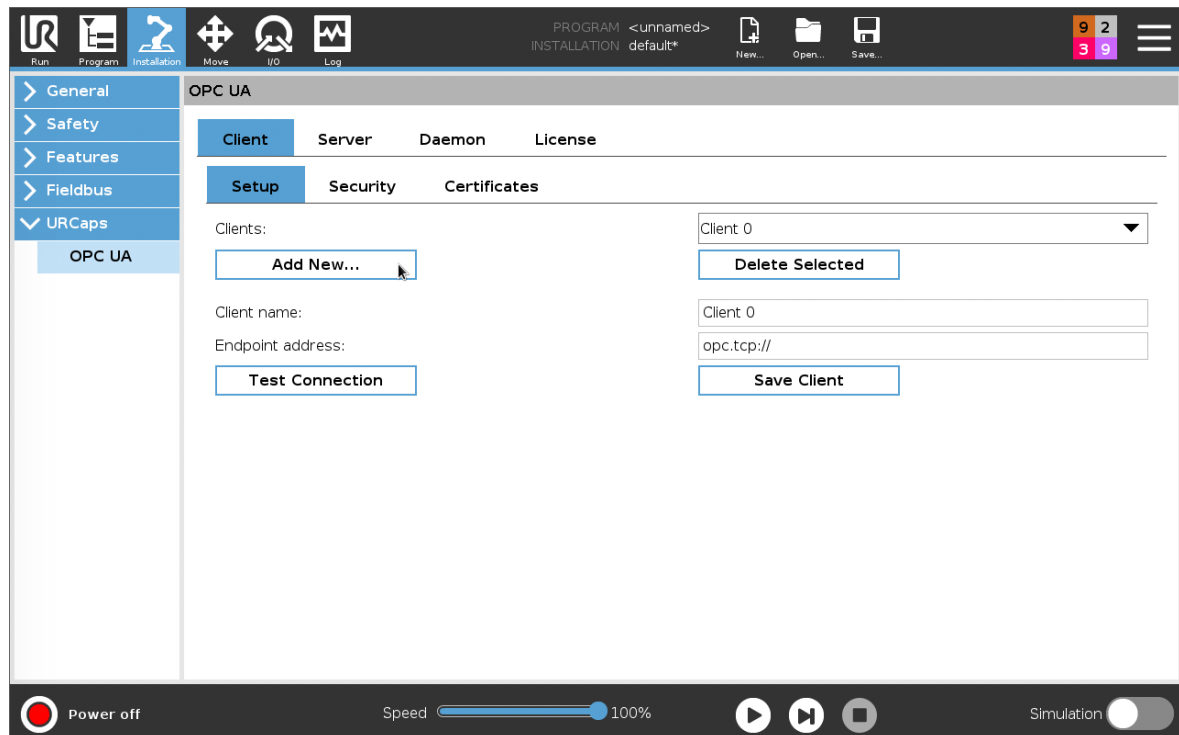 UR
Run
Program
Installation
Move
I/O
Log
PROGRAM <unnamed>
INSTALLATION default*
New...
Open...
Save...
9 2
3 9
General
Safety
Features
Fieldbus
URCaps
OPC UA
OPC UA
Client Server Daemon License
Setup Security Certificates
Clients: Client 0
Add New... Delete Selected
Client name: Client 0
Endpoint address: opc.tcp://
Test Connection Save Client
Power off
Speed 100%
Simulation